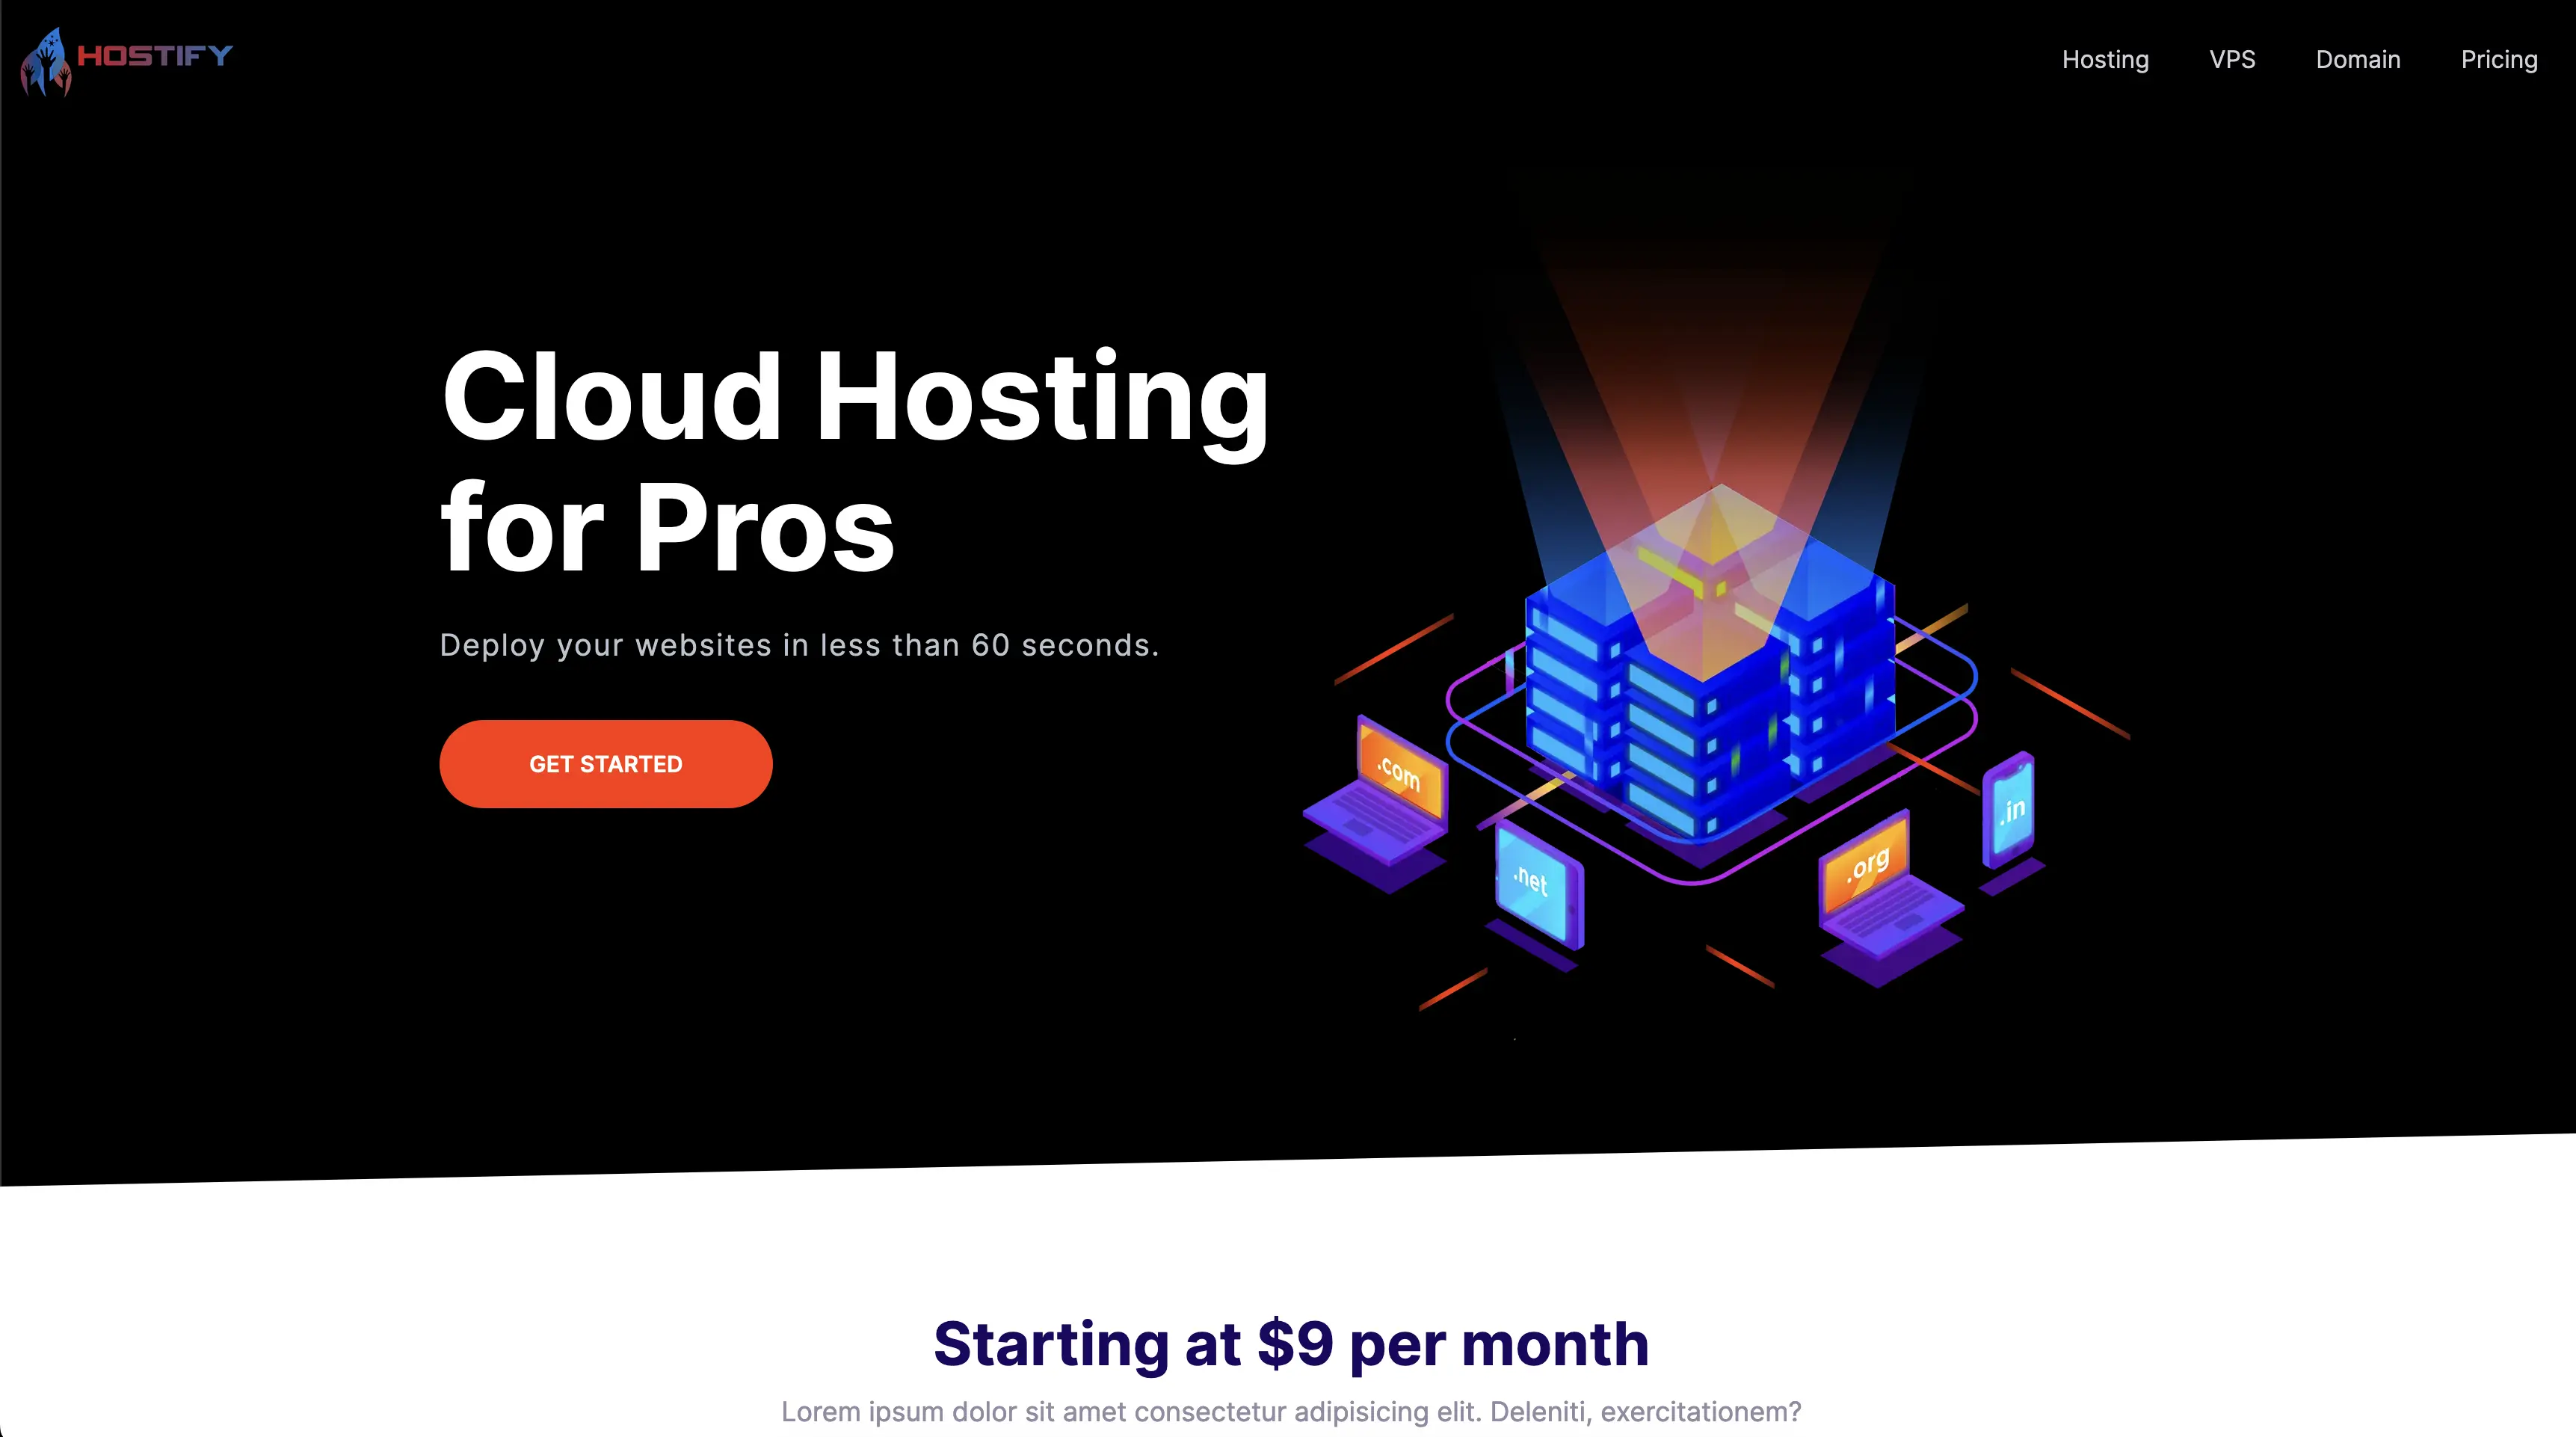 HOSTIFY
Hosting VPS Domain Pricing
Cloud Hosting
for Pros
Deploy your websites in less than 60 seconds.
GET STARTED
.com
.net
.org
.in
Starting at $9 per month
Lorem ipsum dolor sit amet consectetur adipisicing elit. Deleniti, exercitationem?